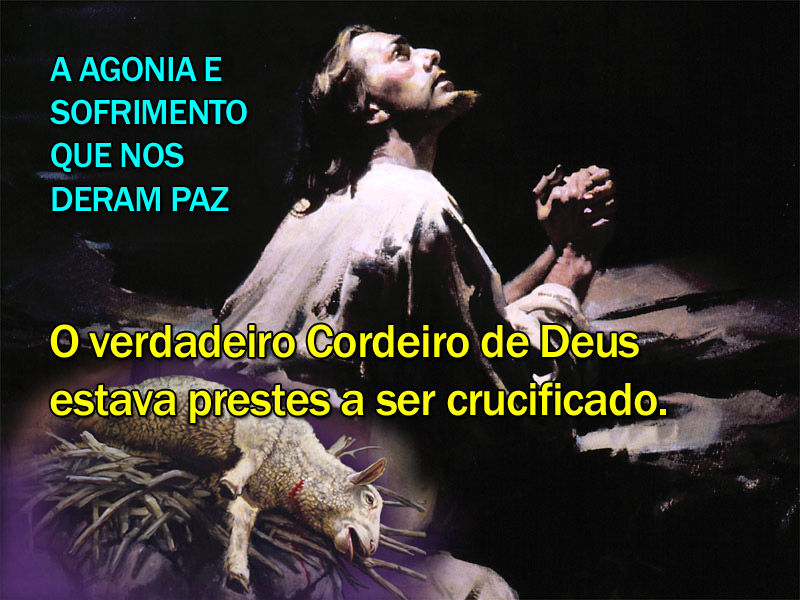 A AGONIA E
SOFRIMENTO
QUE NOS
DERAM PAZ
O verdadeiro Cordeiro de Deus
estava prestes a ser crucificado.